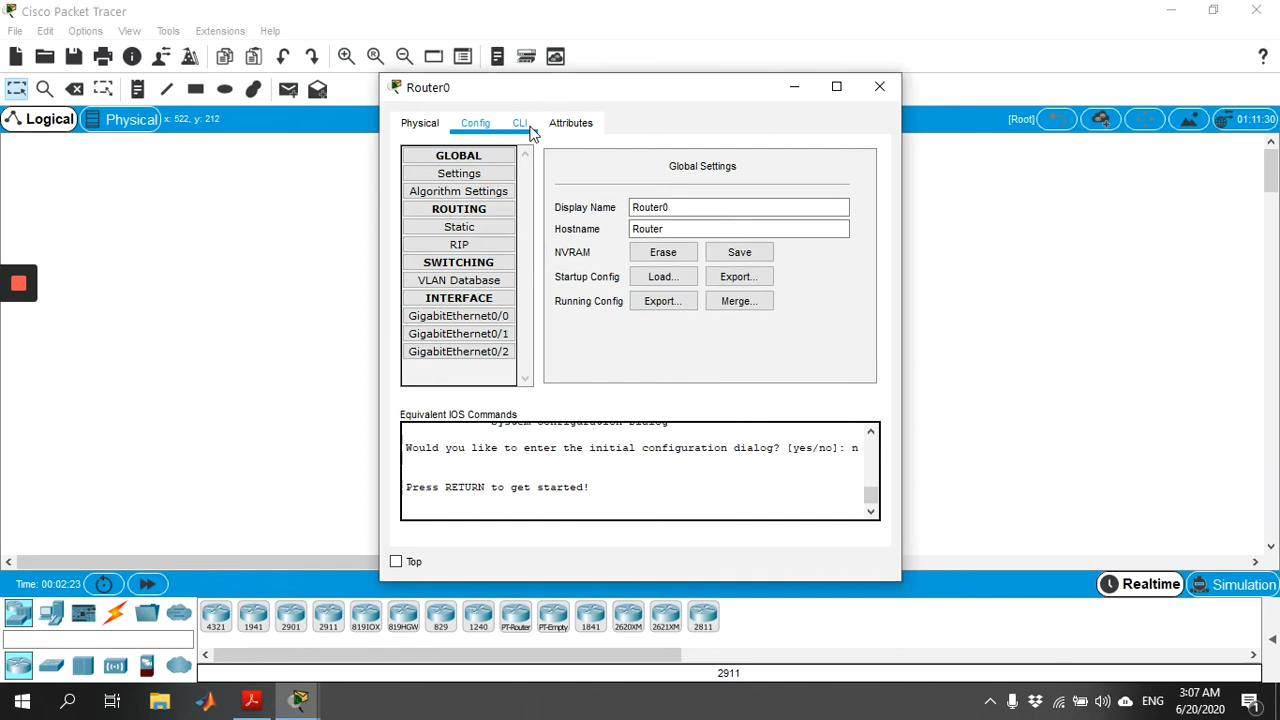 Cisco Packet Tracer
File Edit Options View Tools Extensions Help
Logical Physical x: 522, y: 212 [Root] 01:11:30
Router0
Physical Config CLI Attributes
GLOBAL
Settings
Algorithm Settings
ROUTING
Static
RIP
SWITCHING
VLAN Database
INTERFACE
GigabitEthernet0/0
GigabitEthernet0/1
GigabitEthernet0/2
Global Settings
Display Name Router0
Hostname Router
NVRAM Erase Save
Startup Config Load... Export...
Running Config Export... Merge...
Equivalent IOS Commands
System Configuration Dialog
Would you like to enter the initial configuration dialog? [yes/no]: n
Press RETURN to get started!
Top
Time: 00:02:23 Realtime Simulation
4321 1941 2901 2911 819IOX 819HGW 829 1240 PT-Router PT-Empty 1841 2620XM 2621XM 2811
2911
ENG 3:07 AM
6/20/2020 1